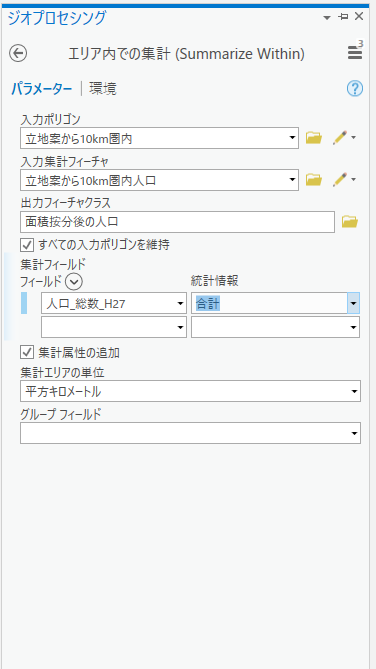 ジオプロセシング
エリア内での集計 (Summarize Within)
3
パラメーター | 環境
?
入力ポリゴン
立地案から10km圏内
入力集計フィーチャ
立地案から10km圏内人口
出力フィーチャクラス
面積按分後の人口
すべての入力ポリゴンを維持
集計フィールド
フィールド 統計情報
人口_総数_H27 合計
集計属性の追加
集計エリアの単位
平方キロメートル
グループ フィールド